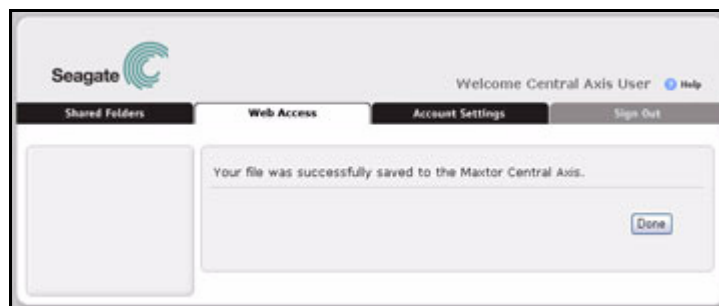 Seagate
Welcome Central Axis User ? Help
Shared Folders Web Access Account Settings Sign Out
Your file was successfully saved to the Maxtor Central Axis.
Done